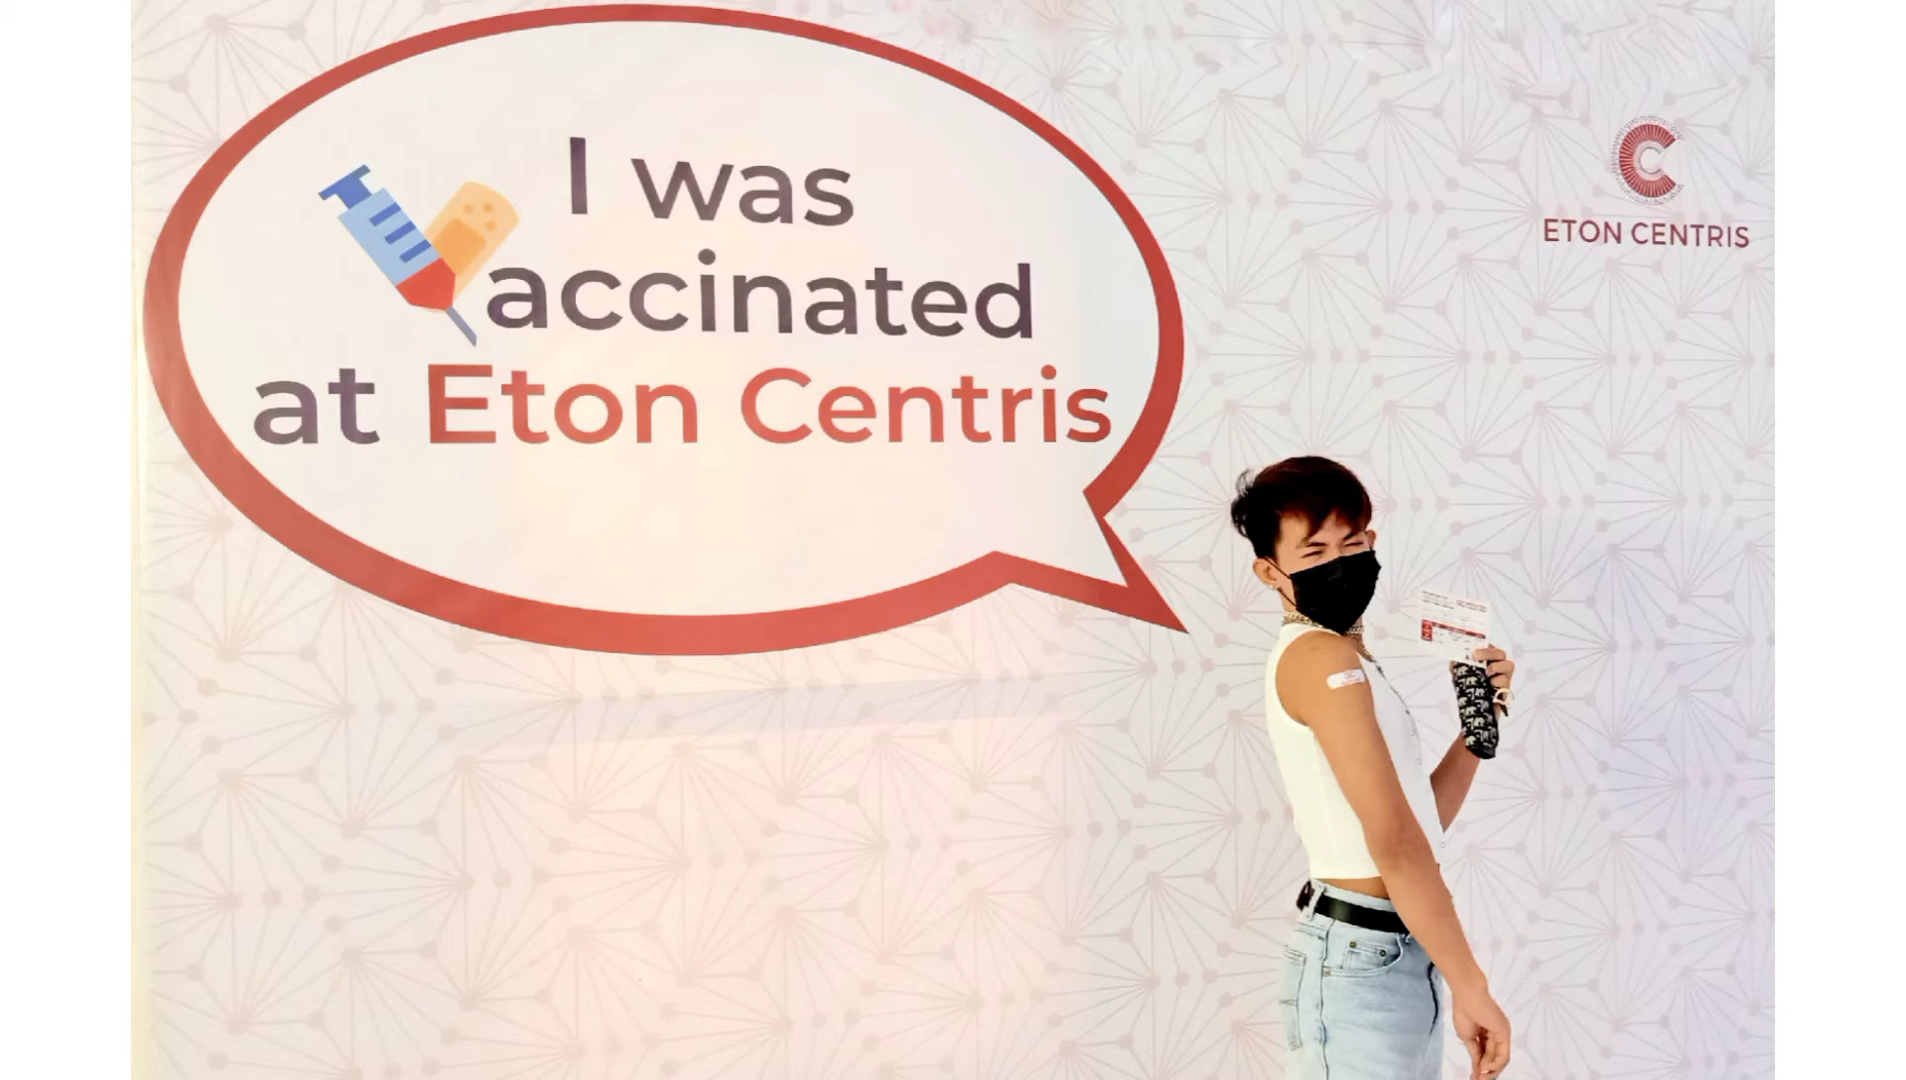 I was
accinated
at Eton Centris
ETON CENTRIS